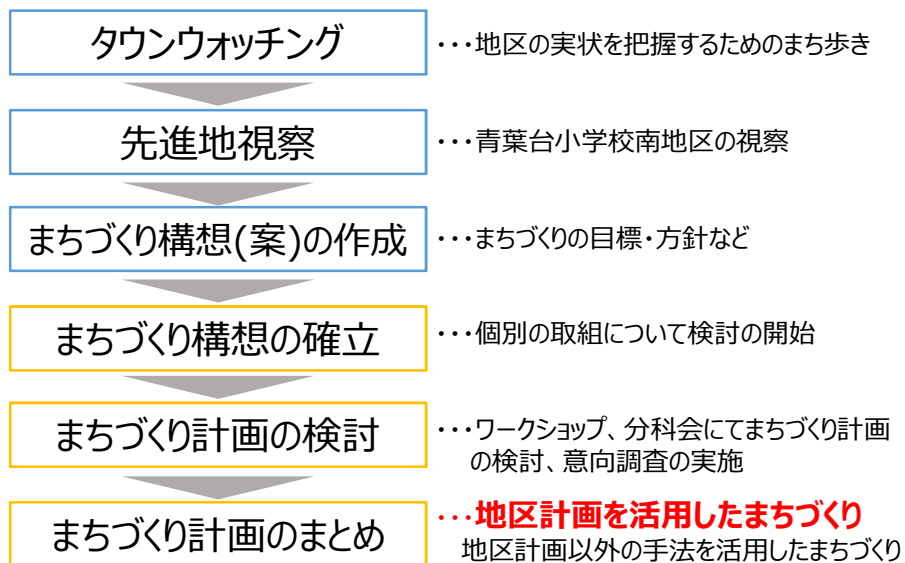 タウンウォッチング
・・・地区の実状を把握するためのまち歩き
先進地視察
・・・青葉台小学校南地区の視察
まちづくり構想(案)の作成
・・・まちづくりの目標・方針など
まちづくり構想の確立
・・・個別の取組について検討の開始
まちづくり計画の検討
・・・ワークショップ、分科会にてまちづくり計画
の検討、意向調査の実施
まちづくり計画のまとめ
・・・地区計画を活用したまちづくり
地区計画以外の手法を活用したまちづくり